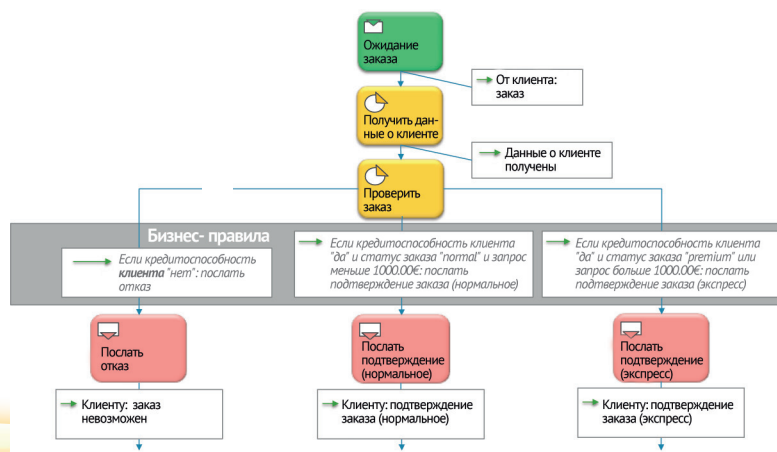 Ожидание
заказа
От клиента:
заказ
Получить дан-
ные о клиенте
Данные о клиенте
получены
Проверить
заказ
Бизнес- правила
Если кредитоспособность
клиента "нет": послать
отказ
Если кредитоспособность клиента
"да" и статус заказа "normal" и запрос
меньше 1000.00€: послать
подтверждение заказа (нормальное)
Если кредитоспособность клиента
"да" и статус заказа "premium" или
запрос больше 1000.00€: послать
подтверждение заказа (экспресс)
Послать
отказ
Послать
подтверждение
(нормальное)
Послать
подтверждение
(экспресс)
Клиенту: заказ
невозможен
Клиенту: подтверждение
заказа (нормальное)
Клиенту: подтверждение
заказа (экспресс)